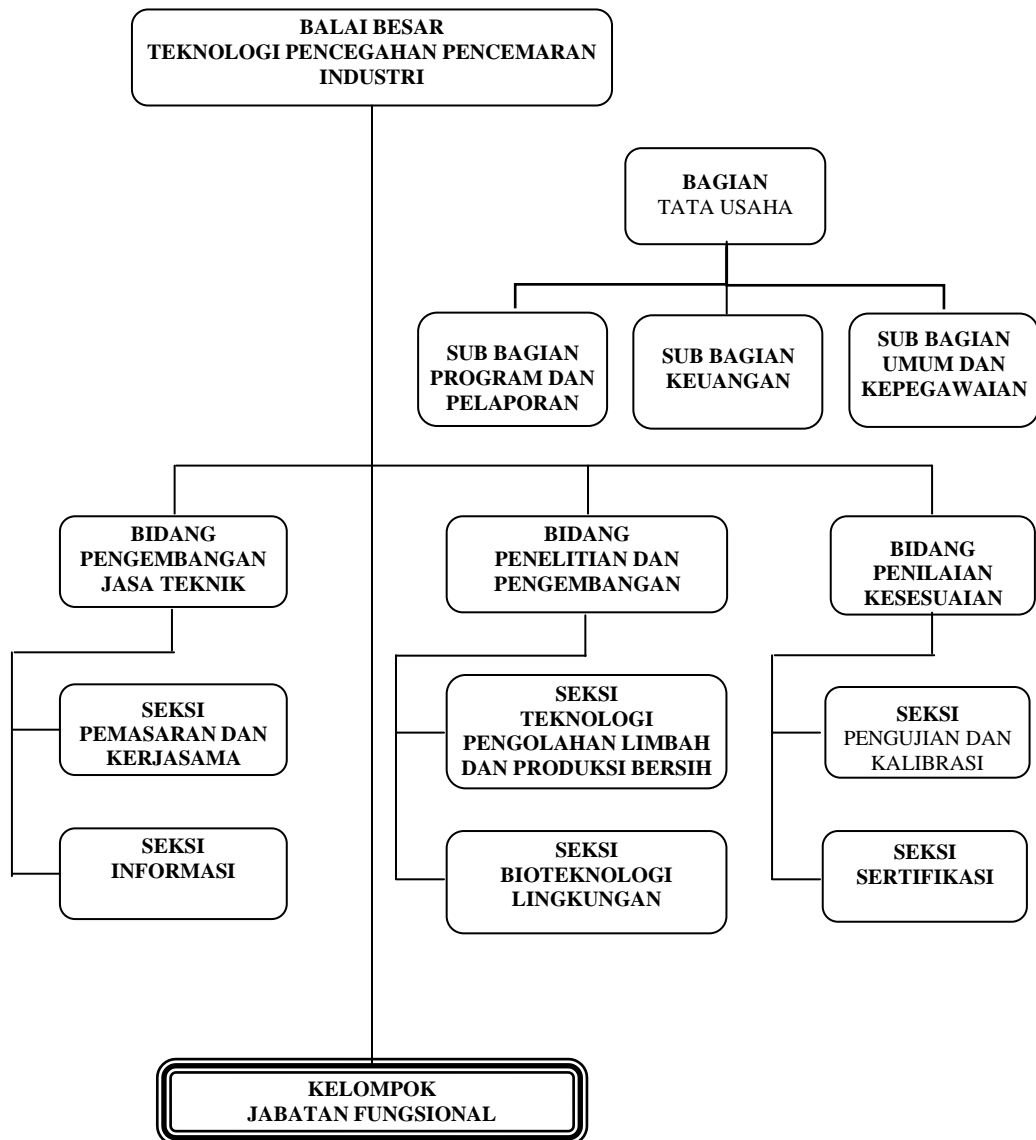 BALAI BESAR
TEKNOLOGI PENCEGAHAN PENCEMARAN
INDUSTRI
BAGIAN
TATA USAHA
SUB BAGIAN
PROGRAM DAN
PELAPORAN
SUB BAGIAN
KEUANGAN
SUB BAGIAN
UMUM DAN
KEPEGAWAIAN
BIDANG
PENGEMBANGAN
JASA TEKNIK
BIDANG
PENELITIAN DAN
PENGEMBANGAN
BIDANG
PENILAIAN
KESESUAIAN
SEKSI
PEMASARAN DAN
KERJASAMA
SEKSI
TEKNOLOGI
PENGOLAHAN LIMBAH
DAN PRODUKSI BERSIH
SEKSI
PENGUJIAN DAN
KALIBRASI
SEKSI
INFORMASI
SEKSI
BIOTEKNOLOGI
LINGKUNGAN
SEKSI
SERTIFIKASI
KELOMPOK
JABATAN FUNGSIONAL